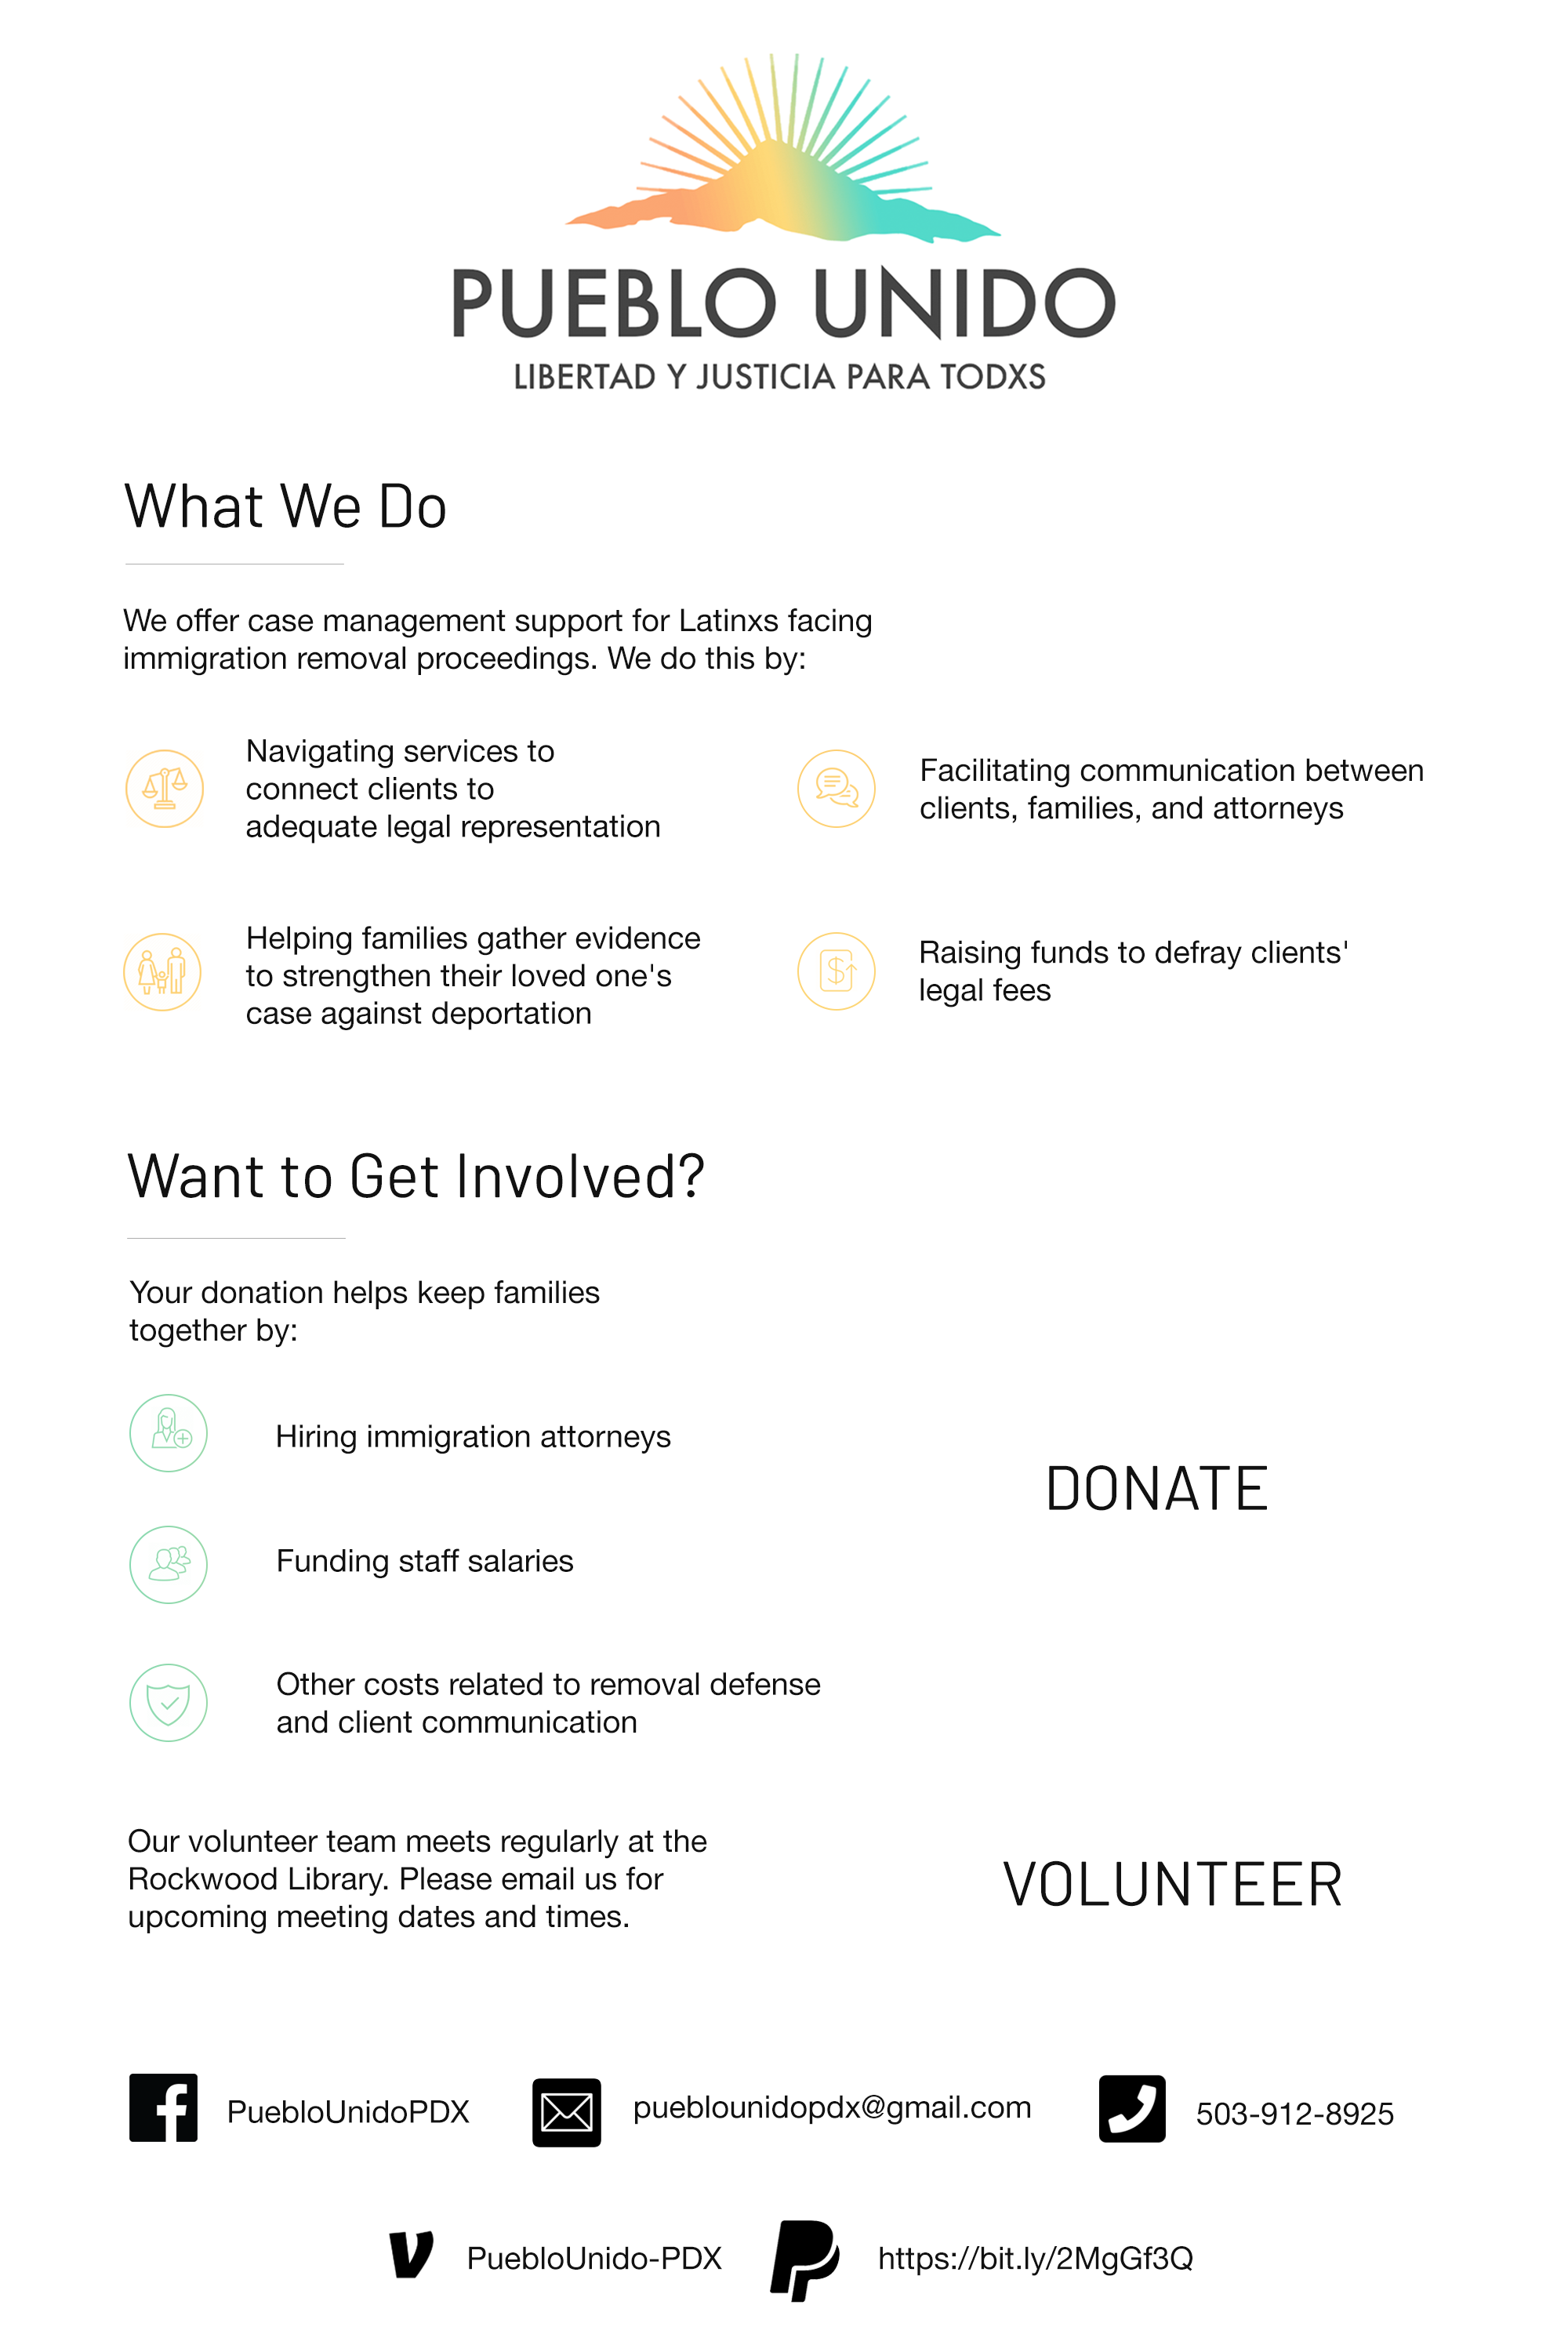 PUEBLO UNIDO
LIBERTAD Y JUSTICIA PARA TODXS
What We Do
We offer case management support for Latinxs facing
immigration removal proceedings. We do this by:
Navigating services to
connect clients to
adequate legal representation
Facilitating communication between
clients, families, and attorneys
Helping families gather evidence
to strengthen their loved one's
case against deportation
Raising funds to defray clients'
legal fees
Want to Get Involved?
Your donation helps keep families
together by:
Hiring immigration attorneys
Funding staff salaries
Other costs related to removal defense
and client communication
DONATE
Our volunteer team meets regularly at the
Rockwood Library. Please email us for
upcoming meeting dates and times.
VOLUNTEER
PuebloUnidoPDX
pueblounidopdx@gmail.com
503-912-8925
PuebloUnido-PDX
https://bit.ly/2MgGf3Q